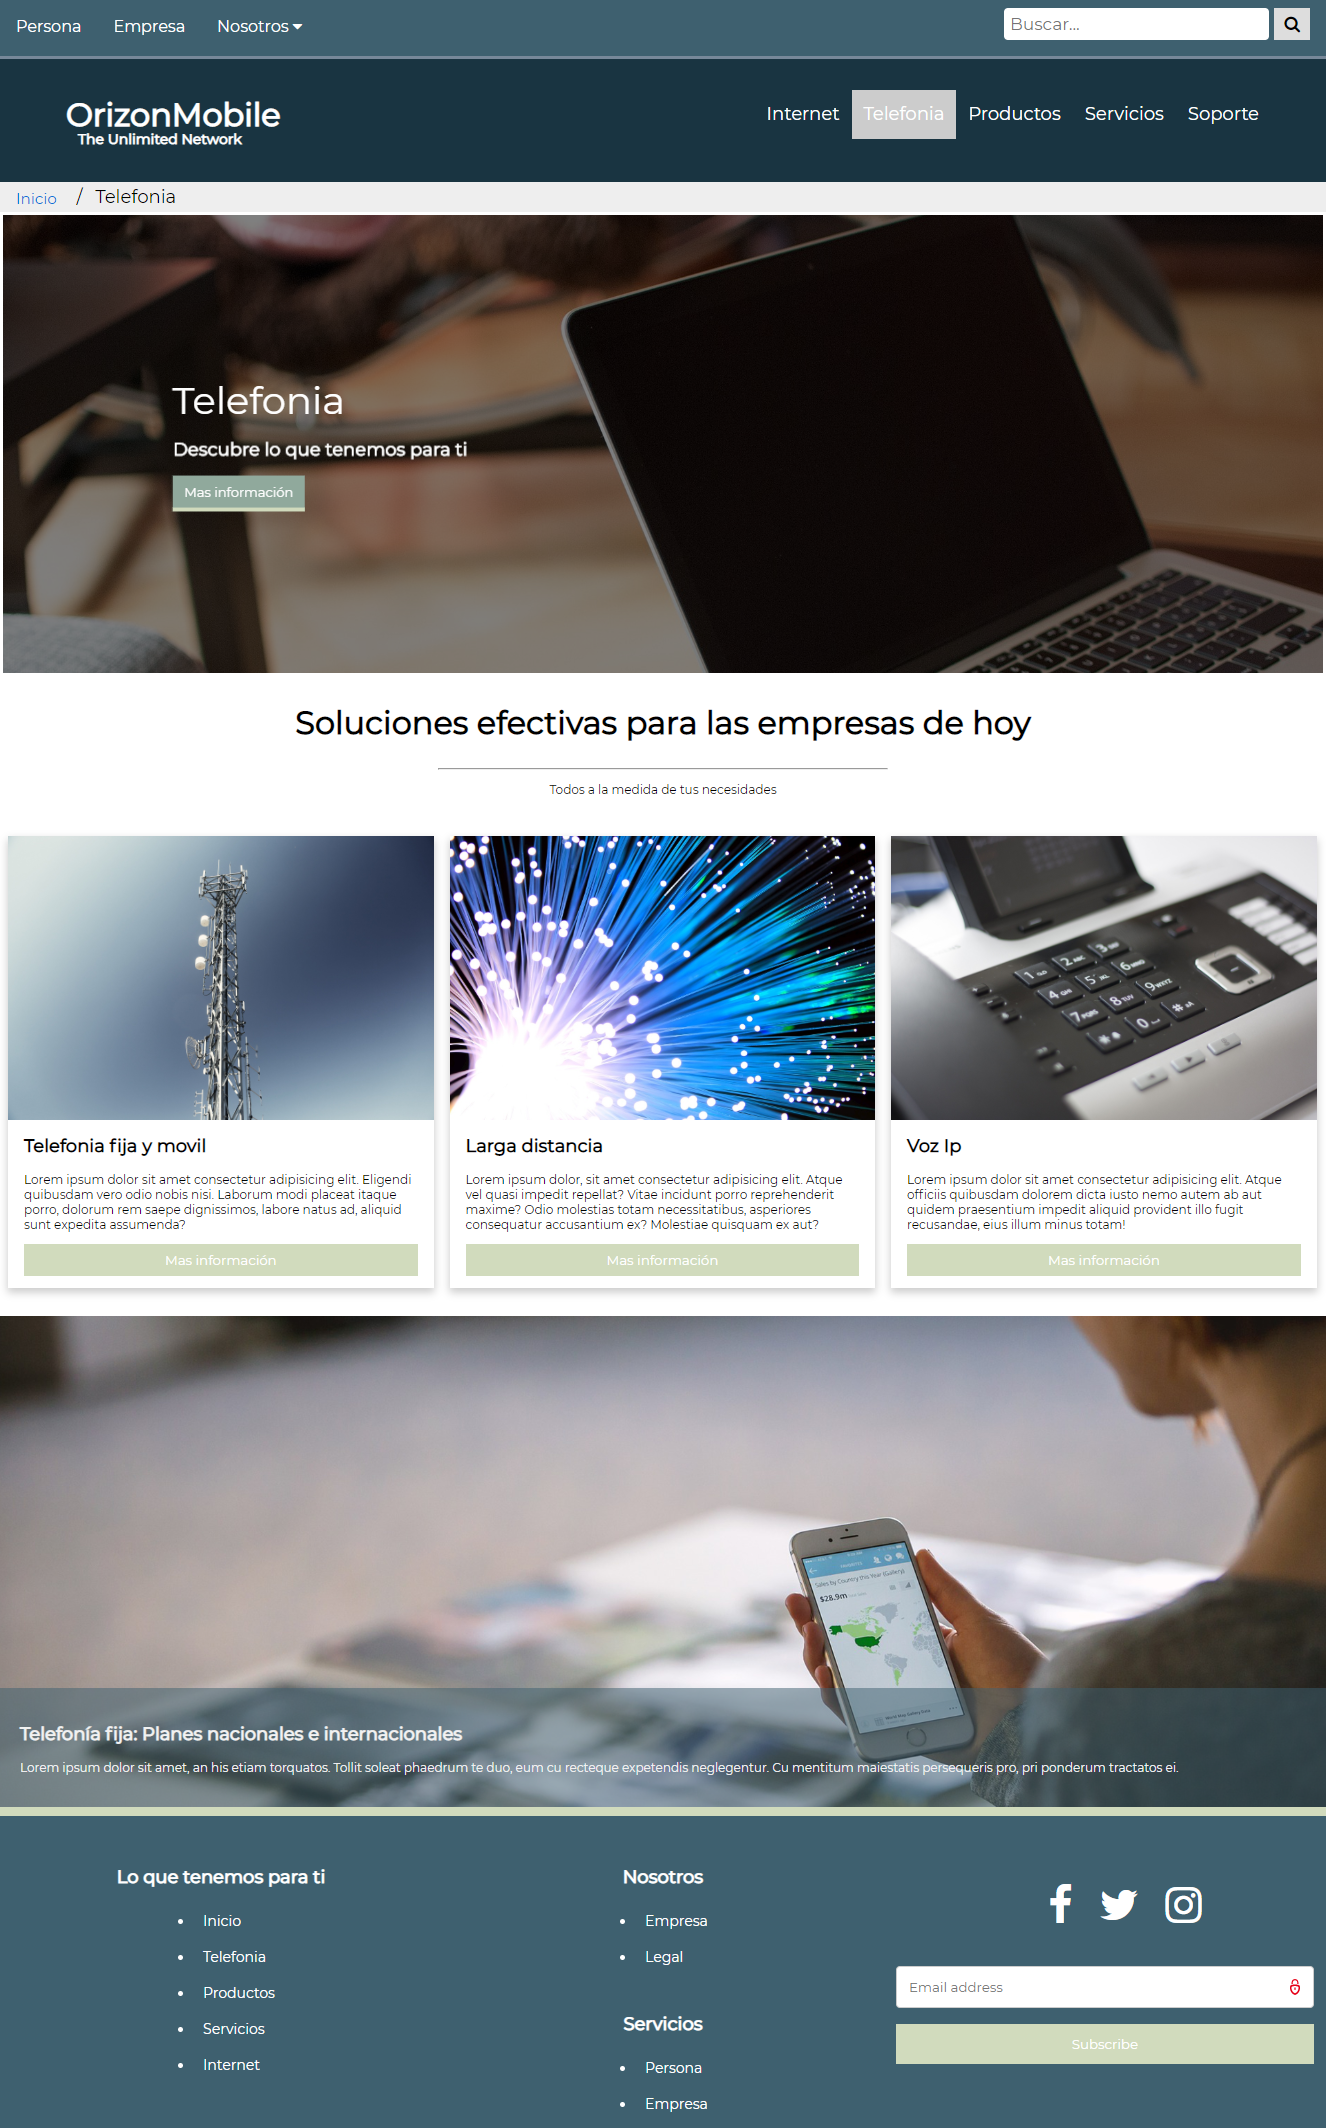 Persona Empresa Nosotros
Buscar...
OrizonMobile
The Unlimited Network
Internet Telefonia Productos Servicios Soporte
Inicio / Telefonia
Telefonia
Descubre lo que tenemos para ti
Mas información
Soluciones efectivas para las empresas de hoy
Todos a la medida de tus necesidades
Telefonia fija y movil
Lorem ipsum dolor sit amet consectetur adipisicing elit. Eligendi
quibusdam vero odio nobis nisi. Laborum modi placeat itaque
porro, dolorum rem saepe dignissimos, labore natus ad, aliquid
sunt expedita assumenda?
Mas información
Larga distancia
Lorem ipsum dolor, sit amet consectetur adipisicing elit. Atque
vel quasi impedit repellat? Vitae incidunt porro reprehenderit
maxime? Odio molestias totam necessitatibus, asperiores
consequatur accusantium ex? Molestiae quisquam ex aut?
Mas información
Voz Ip
Lorem ipsum dolor sit amet consectetur adipisicing elit. Atque
officiis quibusdam dolorem dicta iusto nemo autem ab aut
quidem praesentium impedit aliquid provident illo fugit
recusandae, eius illum minus totam!
Mas información
Sales by Country this Year (Gallery)
$28.9m
Telefonía fija: Planes nacionales e internacionales
Lorem ipsum dolor sit amet, an his etiam torquatos. Tollit soleat phaedrum te duo, eum cu recteque expetendis neglegentur. Cu mentitum maiestatis persequeris pro, pri ponderum tractatos ei.
Lo que tenemos para ti
Inicio
Telefonia
Productos
Servicios
Internet
Nosotros
Empresa
Legal
Servicios
Persona
Empresa
Email address
Subscribe